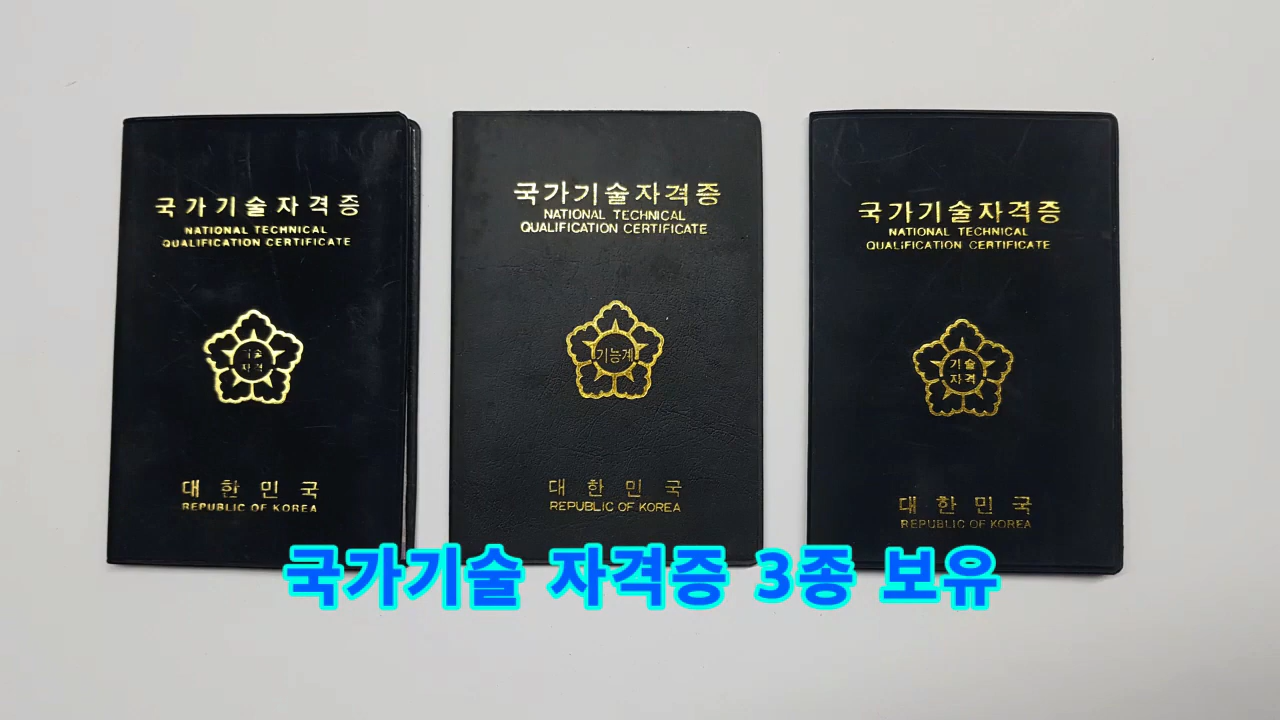 국가기술자격증
NATIONAL TECHNICAL
QUALIFICATION CERTIFICATE
기술
자격
대한민국
REPUBLIC OF KOREA
국가기술자격증
NATIONAL TECHNICAL
QUALIFICATION CERTIFICATE
기능계
대한민국
REPUBLIC OF KOREA
국가기술자격증
NATIONAL TECHNICAL
QUALIFICATION CERTIFICATE
기술
자격
대한민국
REPUBLIC OF KOREA
국가기술 자격증 3종 보유